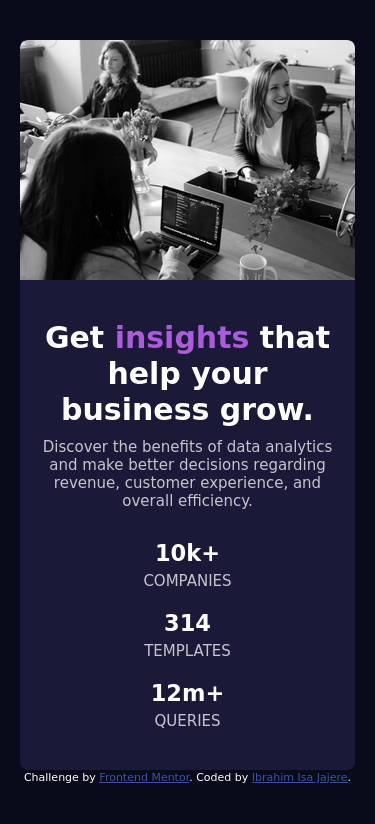 Get insights that
help your
business grow.
Discover the benefits of data analytics
and make better decisions regarding
revenue, customer experience, and
overall efficiency.
10k+
COMPANIES
314
TEMPLATES
12m+
QUERIES
Challenge by Frontend Mentor. Coded by Ibrahim Isa Jajere.